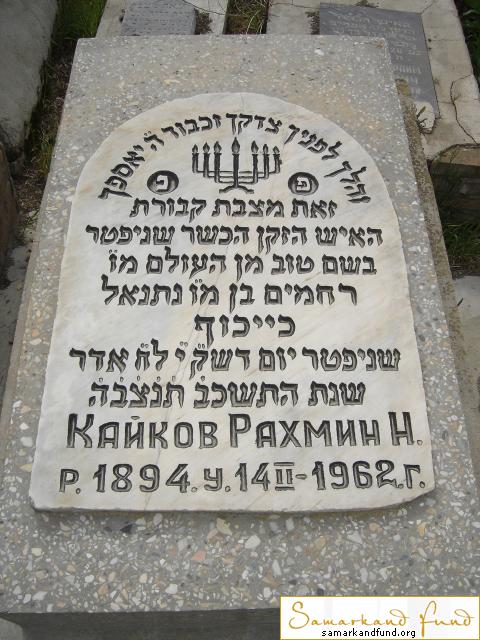 והלך לפניך צדקך וכבוד ה׳ יאספך
פ נ
זאת מצבת קבורת
האיש הזקן הכשר שניפטר
בשם טוב מן העולם מו׳
רחמים בן מו׳ נתנאל
כייכוף
שניפטר יום דשק״י לח׳ אדר
שנת התשכב תנצבה
КАЙКОВ РАХМИН Н.
Р. 1894. У. 14 II - 1962. Г.
Samarkand Fund
samarkandfund.org